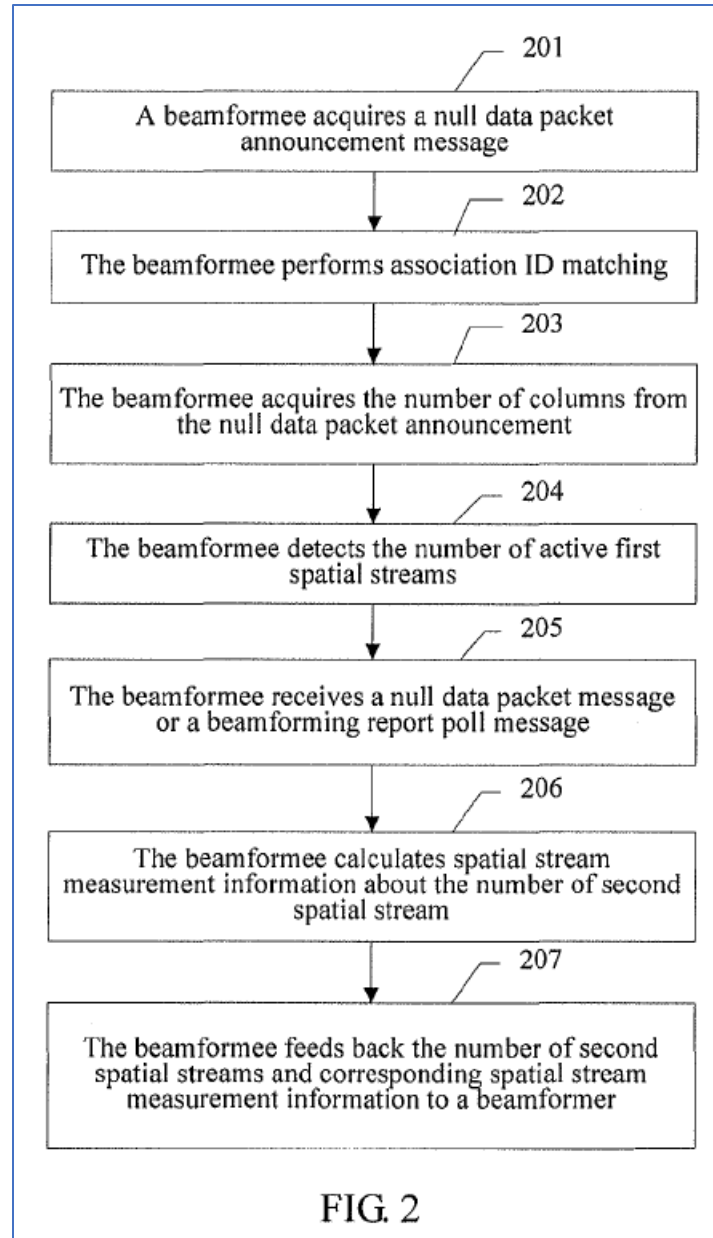 201
A beamformee acquires a null data packet
announcement message
202
The beamformee performs association ID matching
203
The beamformee acquires the number of columns from
the null data packet announcement
204
The beamformee detects the number of active first
spatial streams
205
The beamformee receives a null data packet message
or a beamforming report poll message
206
The beamformee calculates spatial stream
measurement information about the number of second
spatial stream
207
The beamformee feeds back the number of second
spatial streams and corresponding spatial stream
measurement information to a beamformer
FIG. 2